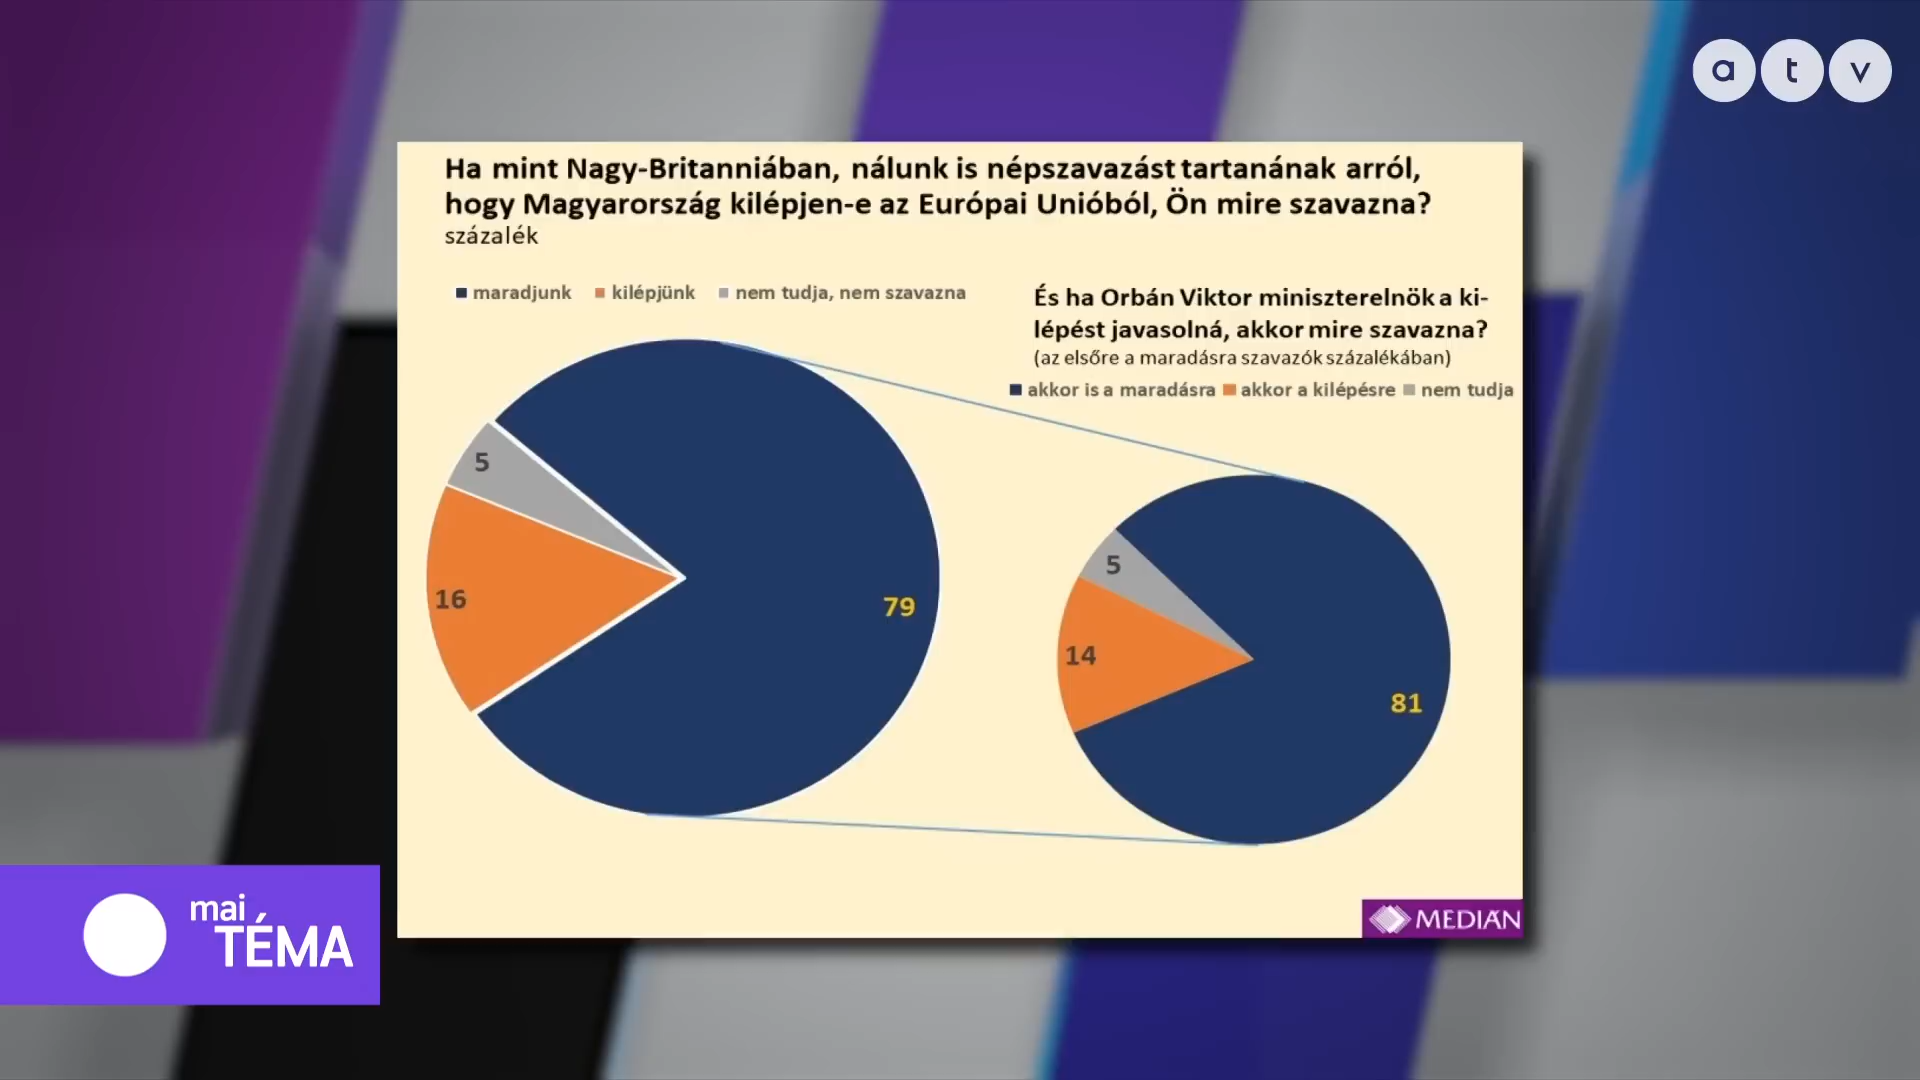 a t v
Ha mint Nagy-Britanniában, nálunk is népszavazást tartanának arról,
hogy Magyarország kilépjen-e az Európai Unióból, Ön mire szavazna?
százalék
maradjunk kilépjünk nem tudja, nem szavazna
És ha Orbán Viktor miniszterelnök a ki-
lépést javasolná, akkor mire szavazna?
(az elsőre a maradásra szavazók százalékában)
akkor is a maradásra akkor a kilépésre nem tudja
5
16
79
5
14
81
mai
TÉMA
MEDIÁN